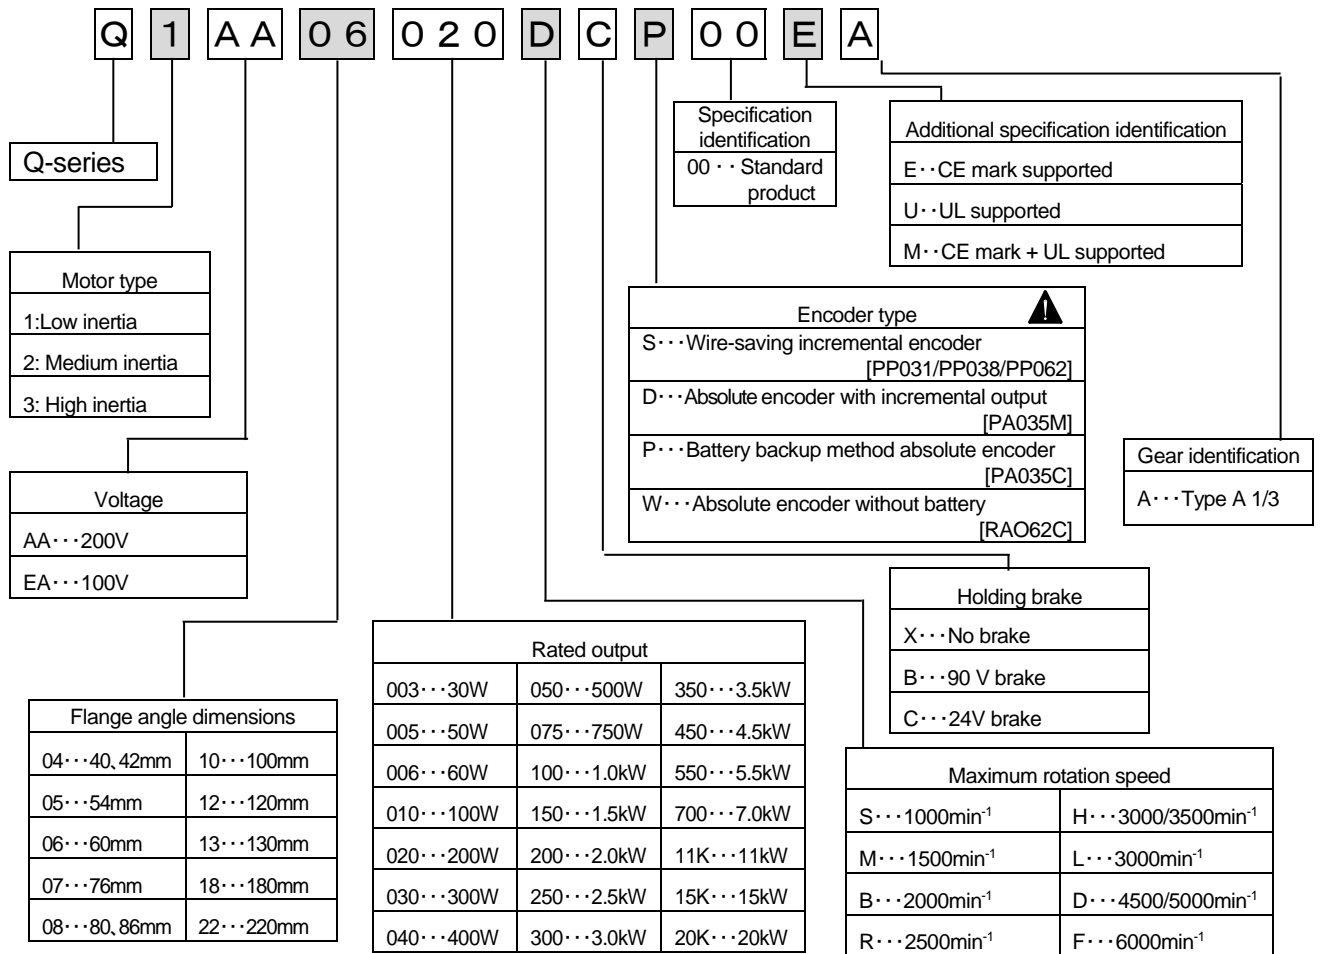 Q 1 AA 06 020 D C P 00 E A
Q-series
Specification
identification
00・・Standard
product
Additional specification identification
E・・CE mark supported
U・・UL supported
M・・CE mark + UL supported
Motor type
1:Low inertia
2: Medium inertia
3: High inertia
Encoder type
S・・・Wire-saving incremental encoder
[PP031/PP038/PP062]
D・・・Absolute encoder with incremental output
[PA035M]
P・・・Battery backup method absolute encoder
[PA035C]
W・・・Absolute encoder without battery
[RAO62C]
Gear identification
A・・・Type A 1/3
Voltage
AA・・・200V
EA・・・100V
Holding brake
X・・・No brake
B・・・90 V brake
C・・・24V brake
Flange angle dimensions
04・・・40、42mm 10・・・100mm
05・・・54mm 12・・・120mm
06・・・60mm 13・・・130mm
07・・・76mm 18・・・180mm
08・・・80、86mm 22・・・220mm
Rated output
003・・・30W 050・・・500W 350・・・3.5kW
005・・・50W 075・・・750W 450・・・4.5kW
006・・・60W 100・・・1.0kW 550・・・5.5kW
010・・・100W 150・・・1.5kW 700・・・7.0kW
020・・・200W 200・・・2.0kW 11K・・・11kW
030・・・300W 250・・・2.5kW 15K・・・15kW
040・・・400W 300・・・3.0kW 20K・・・20kW
Maximum rotation speed
S・・・1000min⁻¹ H・・・3000/3500min⁻¹
M・・・1500min⁻¹ L・・・3000min⁻¹
B・・・2000min⁻¹ D・・・4500/5000min⁻¹
R・・・2500min⁻¹ F・・・6000min⁻¹